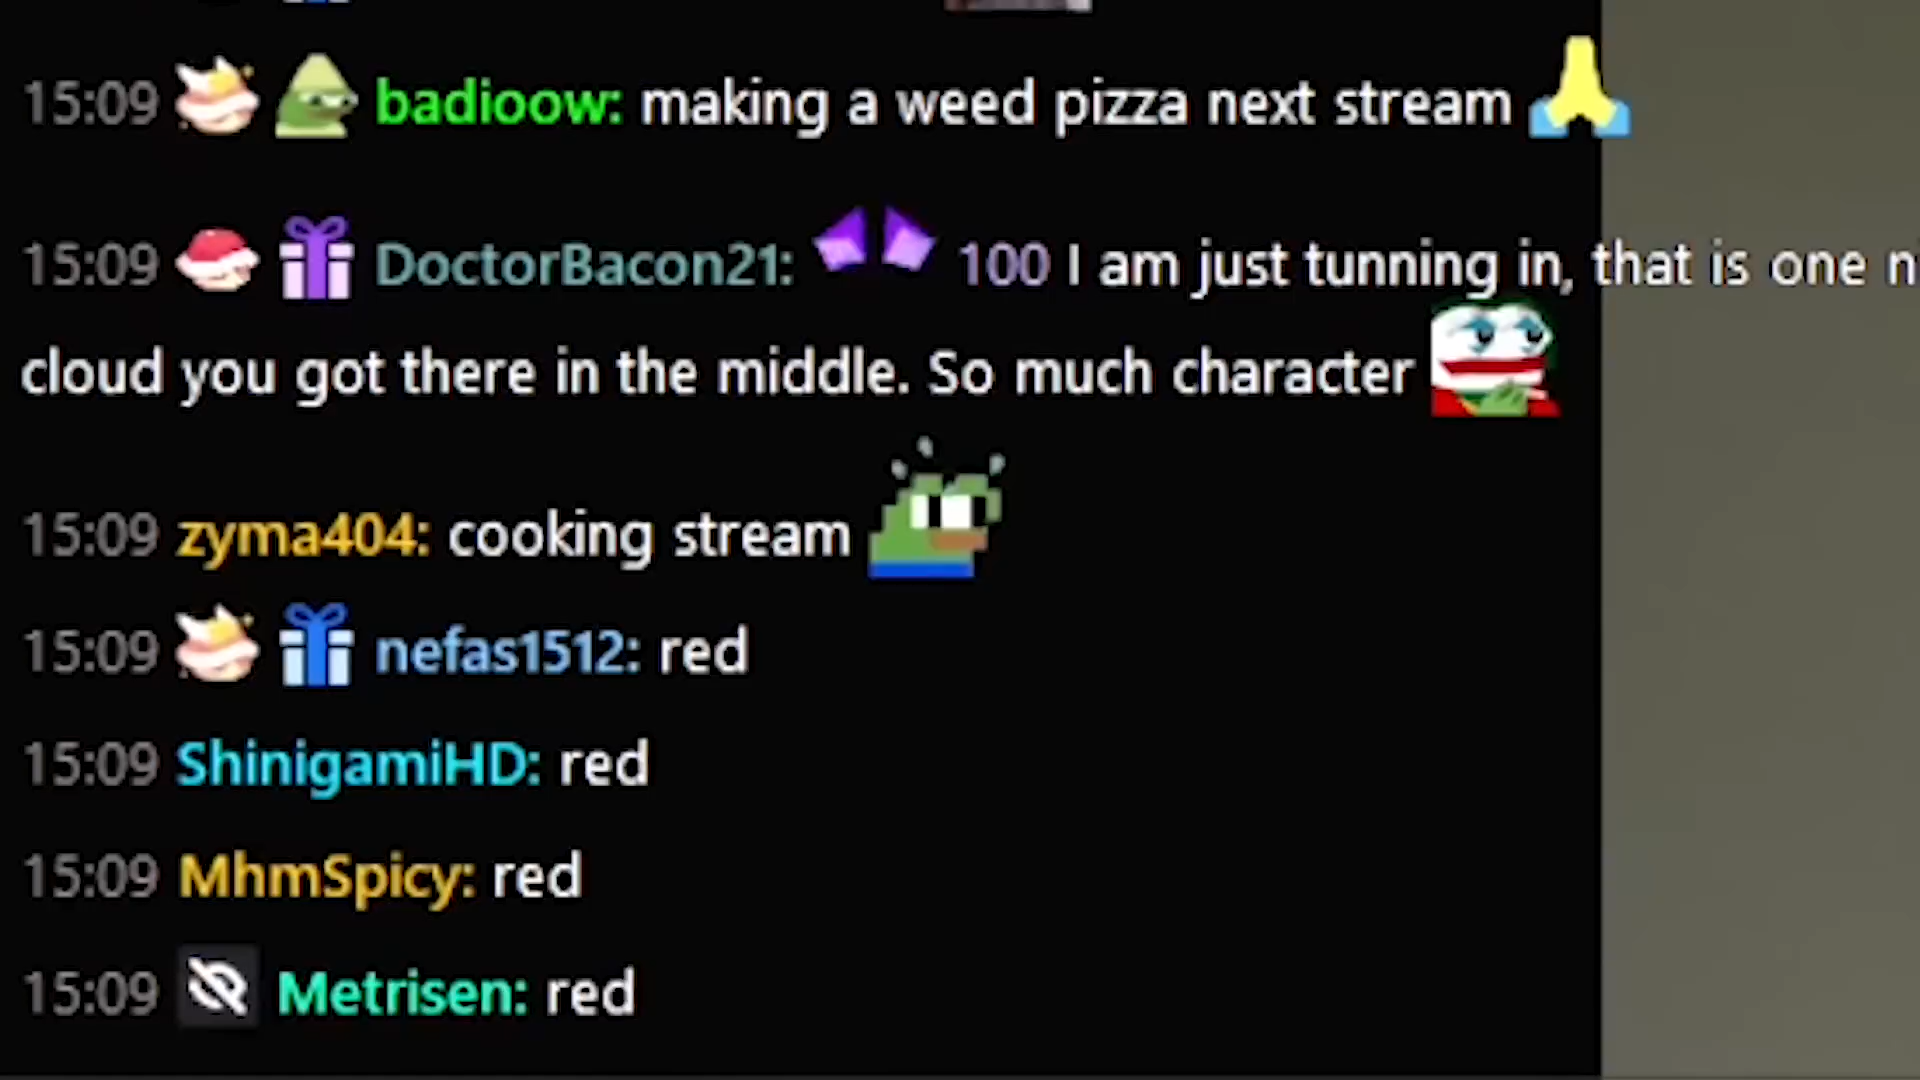 15:09 badioow: making a weed pizza next stream
15:09 DoctorBacon21: 100 I am just tunning in, that is one
cloud you got there in the middle. So much character
15:09 zyma404: cooking stream
15:09 nefas1512: red
15:09 ShinigamiHD: red
15:09 MhmSpicy: red
15:09 Metrisen: red